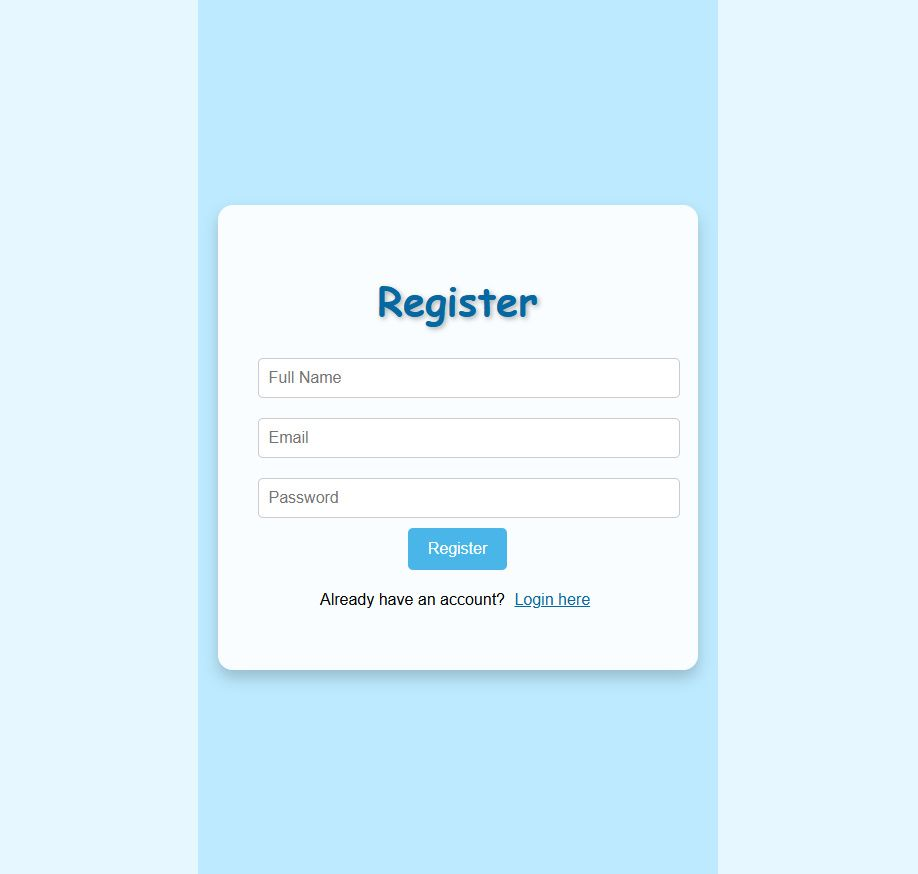 Register
Full Name
Email
Password
Register
Already have an account? Login here